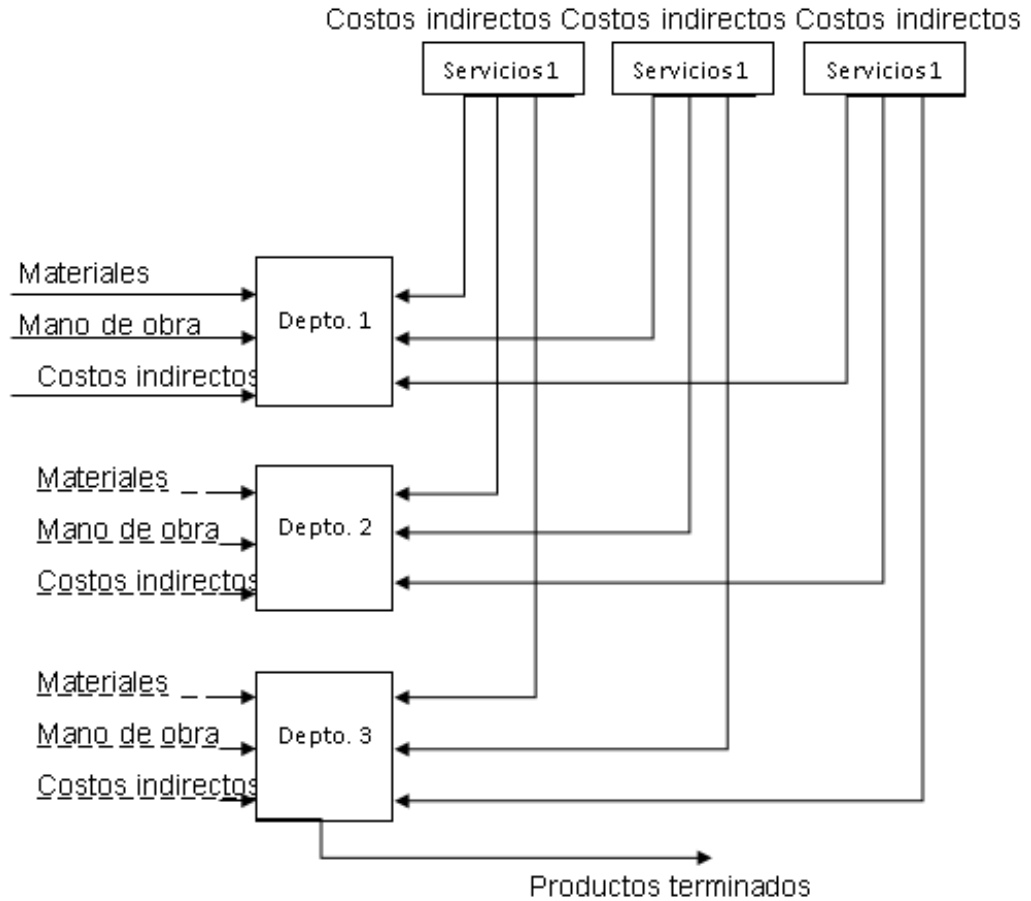 Costos indirectos Costos indirectos Costos indirectos
Servicios1 Servicios1 Servicios1
Materiales
Mano de obra
Costos indirectos
Depto. 1
Materiales
Mano de obra
Costos indirectos
Depto. 2
Materiales
Mano de obra
Costos indirectos
Depto. 3
Productos terminados